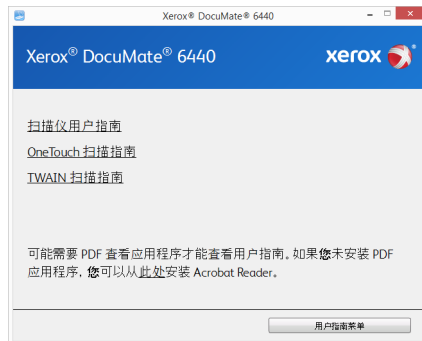 Xerox® DocuMate® 6440
Xerox® DocuMate® 6440
xerox
扫描仪用户指南
OneTouch 扫描指南
TWAIN 扫描指南
可能需要 PDF 查看应用程序才能查看用户指南。如果您未安装 PDF
应用程序，您可以从此处安装 Acrobat Reader。
用户指南菜单